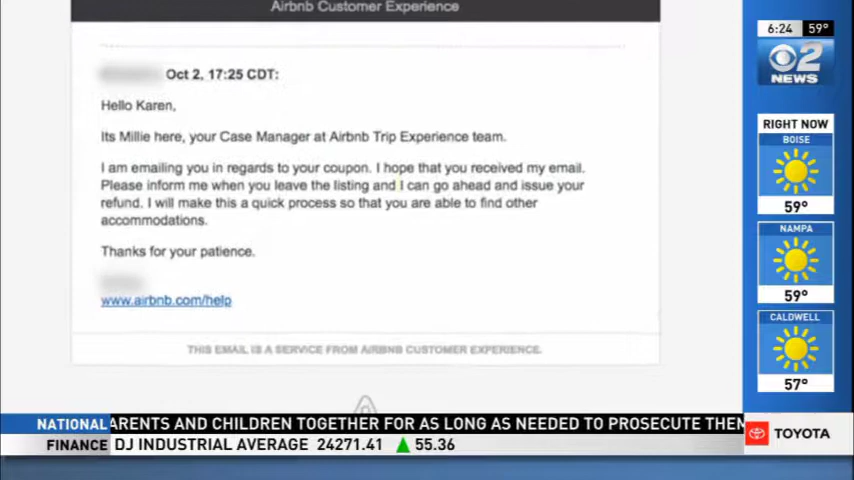 Airbnb Customer Experience
Oct 2, 17:25 CDT:
Hello Karen,
Its Millie here, your Case Manager at Airbnb Trip Experience team.
I am emailing you in regards to your coupon. I hope that you received my email.
Please inform me when you leave the listing and I can go ahead and issue your
refund. I will make this a quick process so that you are able to find other
accommodations.
Thanks for your patience.
www.airbnb.com/help
THIS EMAIL IS A SERVICE FROM AIRBNB CUSTOMER EXPERIENCE.
6:24 59°
2
NEWS
RIGHT NOW
BOISE
59°
NAMPA
59°
CALDWELL
57°
NATIONAL ARENTS AND CHILDREN TOGETHER FOR AS LONG AS NEEDED TO PROSECUTE THEM
FINANCE DJ INDUSTRIAL AVERAGE 24271.41 55.36
TOYOTA